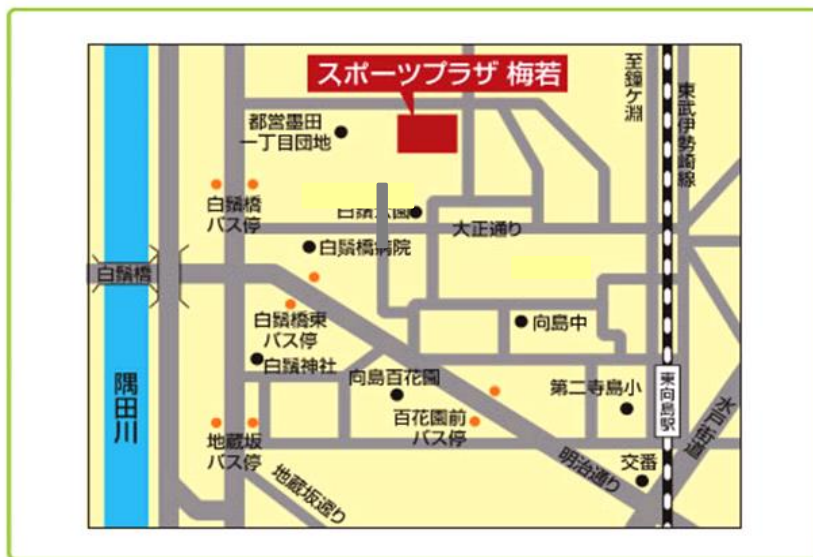 スポーツプラザ 梅若
至鐘ケ淵
東武伊勢崎線
都営墨田
一丁目団地
白鬚橋
バス停
大正通り
白鬚橋病院
白鬚橋
白鬚橋東
バス停
向島中
白鬚神社
向島百花園
第二寺島小
東向島駅
隅田川
百花園前
バス停
水戸街道
地蔵坂
バス停
明治通り
交番
地蔵坂通り